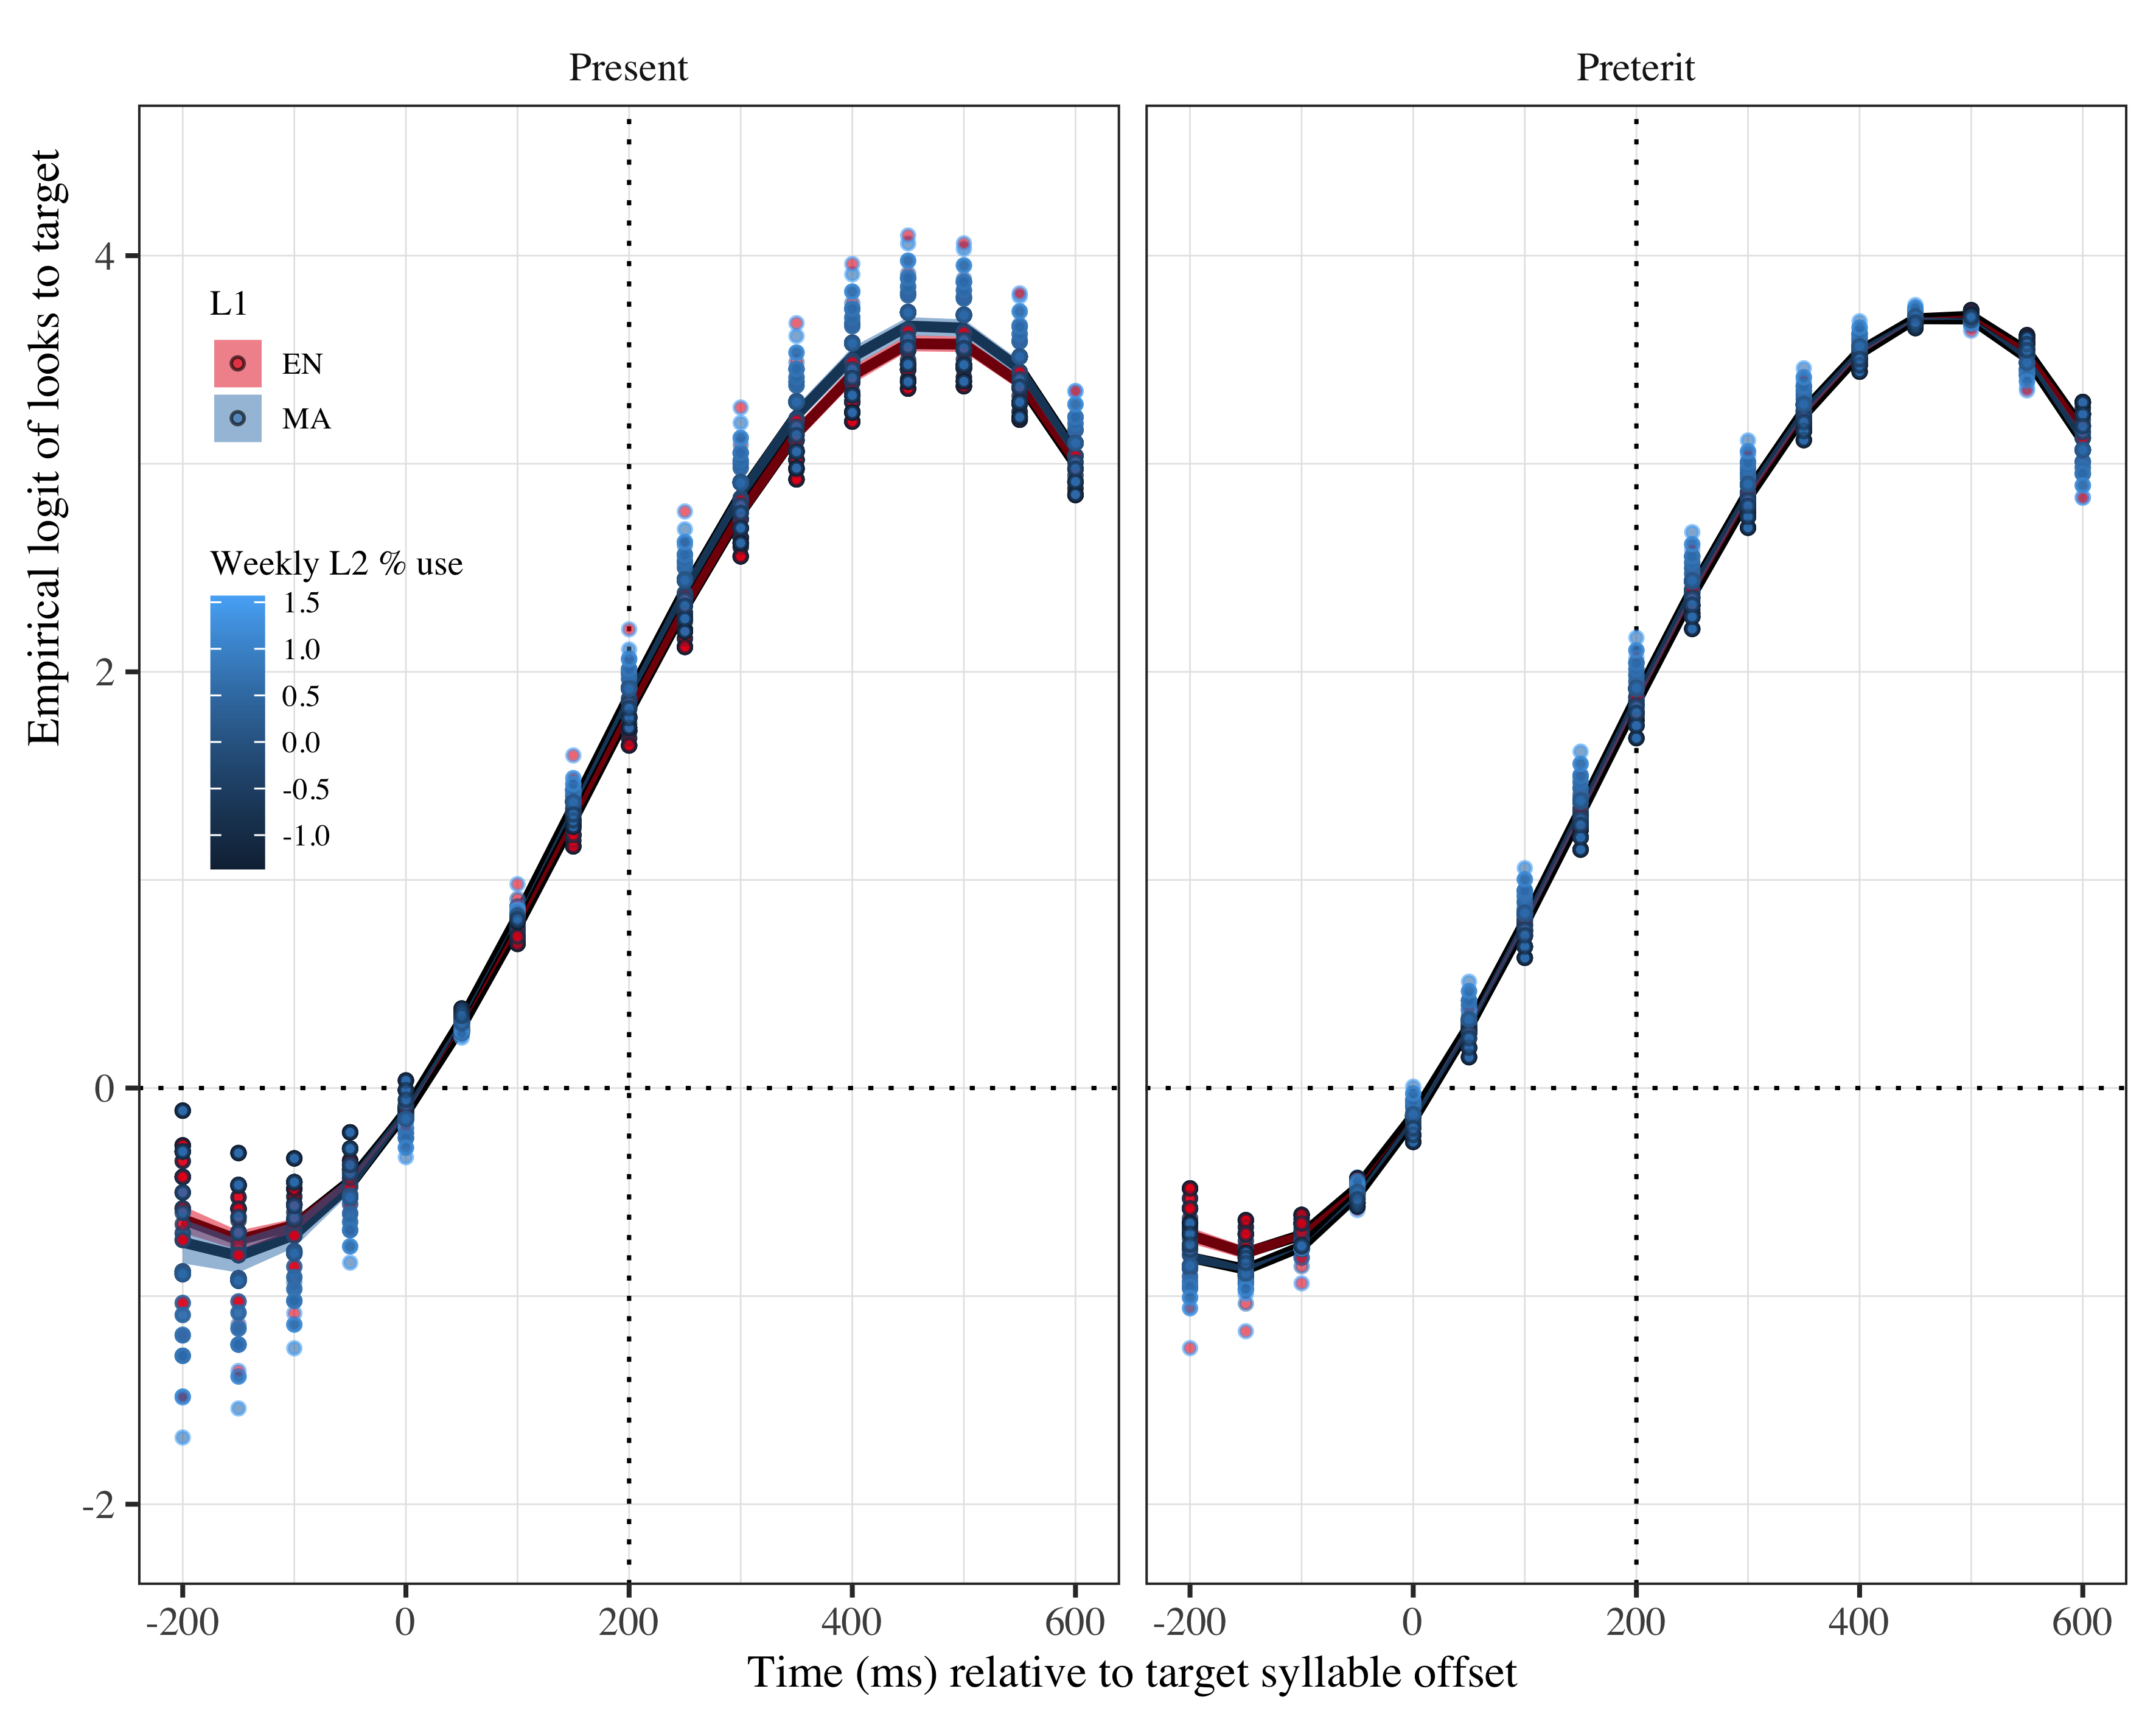 Present
Preterit
Empirical logit of looks to target
4
2
0
-2
L1
EN
MA
Weekly L2 % use
1.5
1.0
0.5
0.0
-0.5
-1.0
-200 0 200 400 600
-200 0 200 400 600
Time (ms) relative to target syllable offset